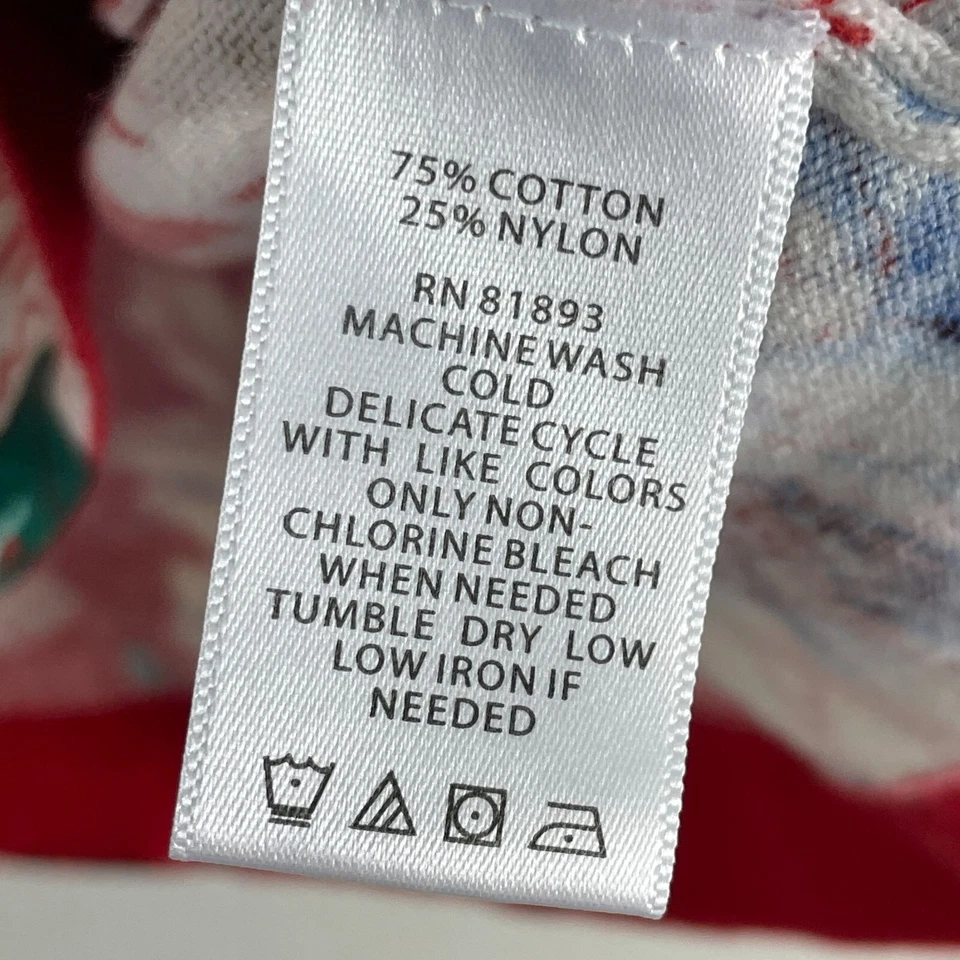 75% COTTON
25% NYLON
RN 81893
MACHINE WASH
COLD
DELICATE CYCLE
WITH LIKE COLORS
ONLY NON-
CHLORINE BLEACH
WHEN NEEDED
TUMBLE DRY LOW
LOW IRON IF
NEEDED